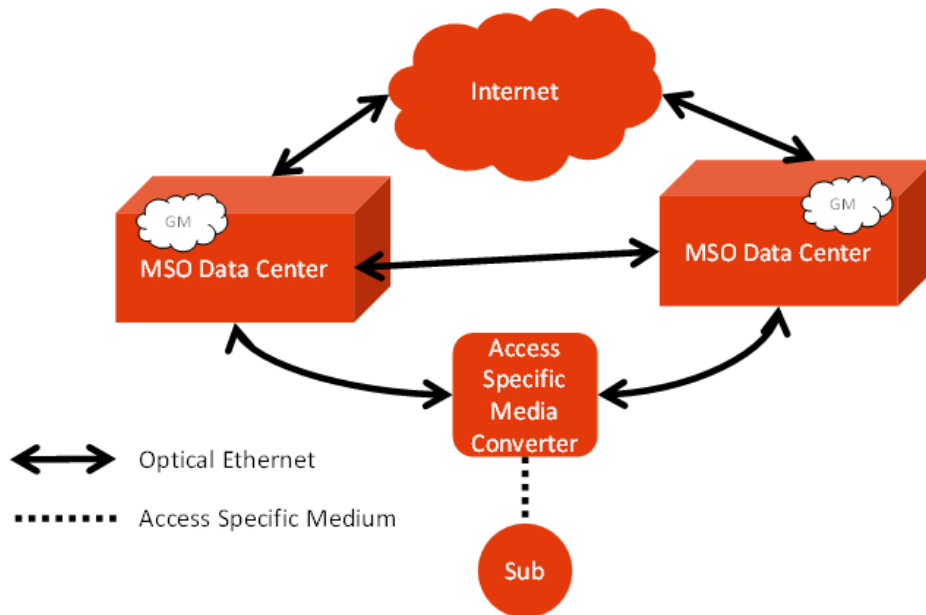 Internet
GM
MSO Data Center
GM
MSO Data Center
Access
Specific
Media
Converter
Optical Ethernet
Access Specific Medium
Sub